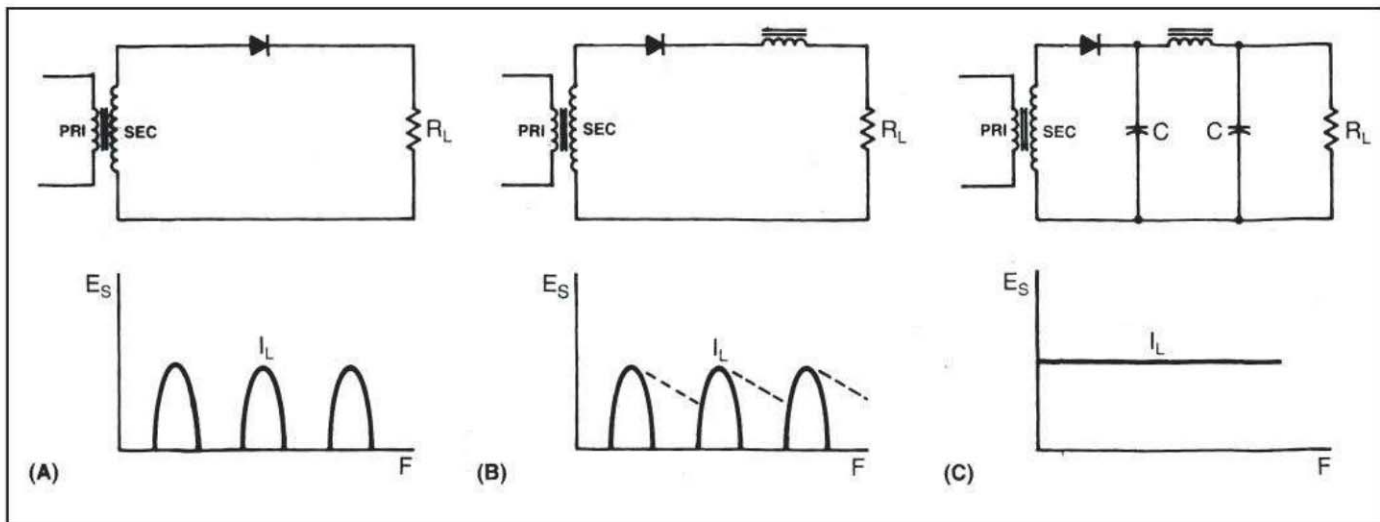 PRI SEC R_L
PRI SEC R_L
PRI SEC C C R_L
E_S I_L F
(A)
E_S I_L F
(B)
E_S I_L F
(C)